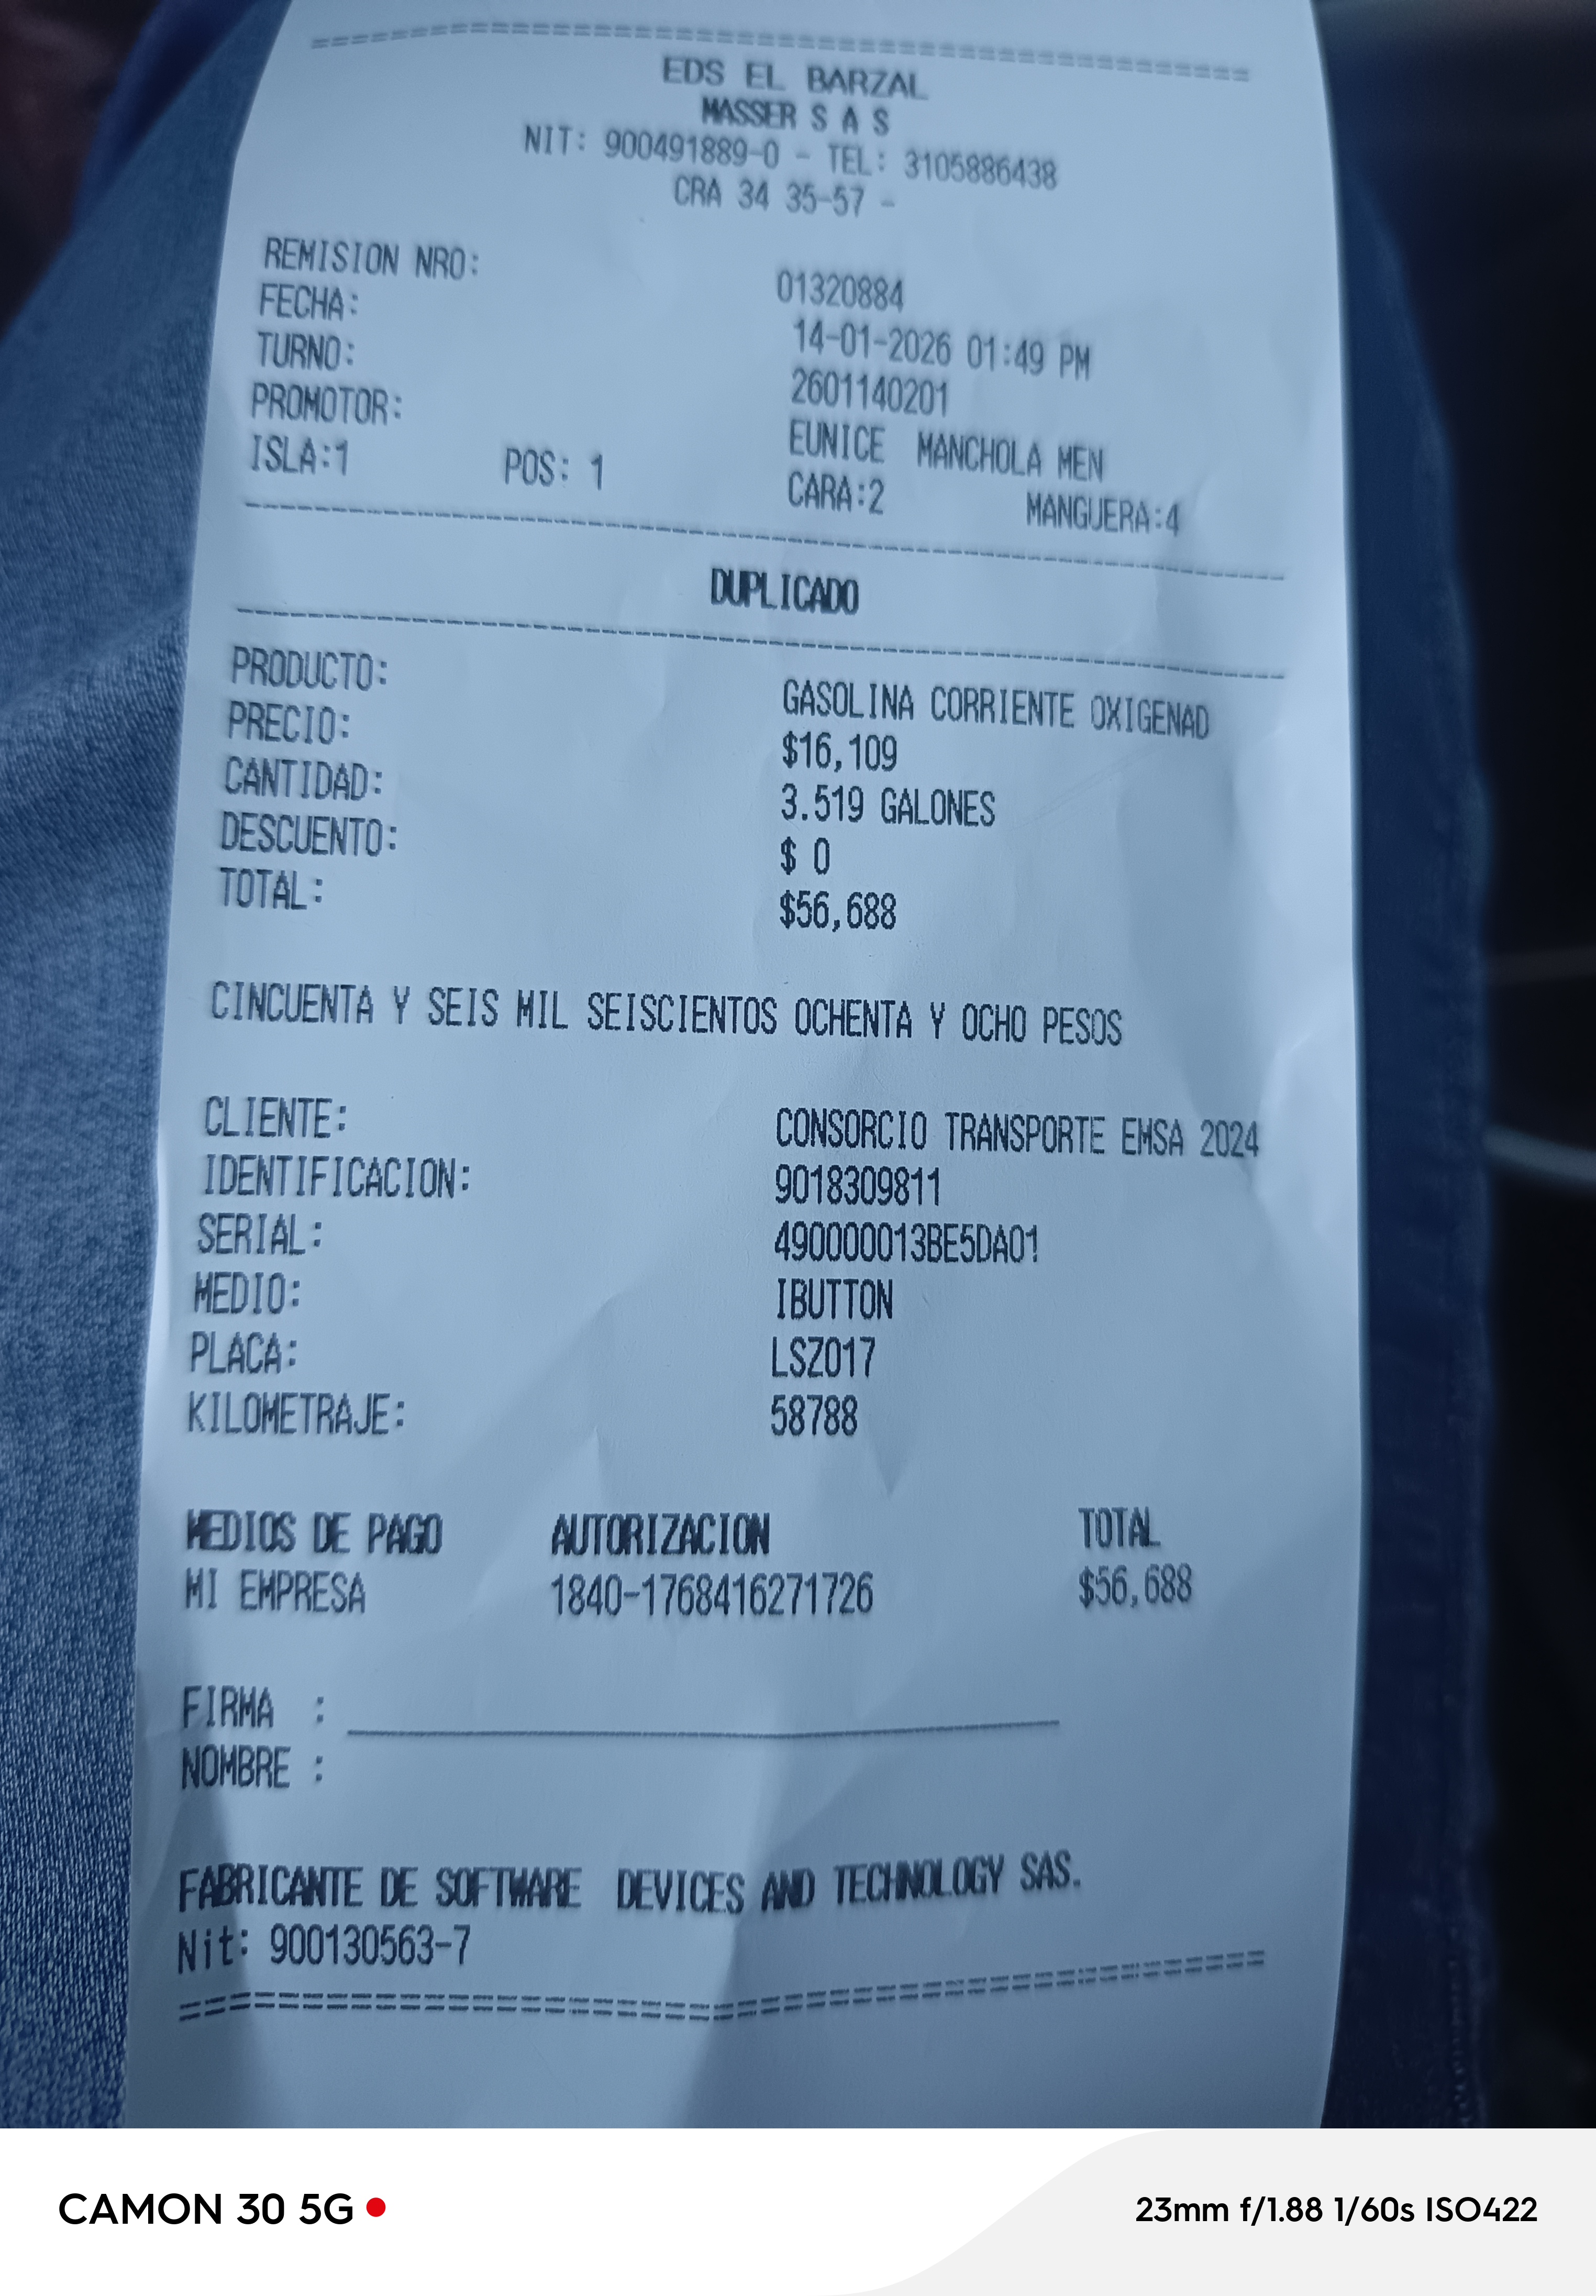 ================================================
EDS EL BARZAL
MASSER S A S
NIT: 900491889-0 - TEL: 3105886438
CRA 34 35-57 -
REMISION NRO: 01320884
FECHA: 14-01-2026 01:49 PM
TURNO: 2601140201
PROMOTOR: EUNICE MANCHOLA MEN
ISLA:1 POS: 1 CARA:2 MANGUERA:4
DUPLICADO
PRODUCTO: GASOLINA CORRIENTE OXIGENAD
PRECIO: $16,109
CANTIDAD: 3.519 GALONES
DESCUENTO: $ 0
TOTAL: $56,688
CINCUENTA Y SEIS MIL SEISCIENTOS OCHENTA Y OCHO PESOS
CLIENTE: CONSORCIO TRANSPORTE EMSA 2024
IDENTIFICACION: 9018309811
SERIAL: 490000013BE5DA01
MEDIO: IBUTTON
PLACA: LSZ017
KILOMETRAJE: 58788
MEDIOS DE PAGO AUTORIZACION TOTAL
MI EMPRESA 1840-1768416271726 $56,688
FIRMA : ______________________
NOMBRE :
FABRICANTE DE SOFTWARE DEVICES AND TECHNOLOGY SAS.
Nit: 900130563-7
================================================
CAMON 30 5G
23mm f/1.88 1/60s ISO422